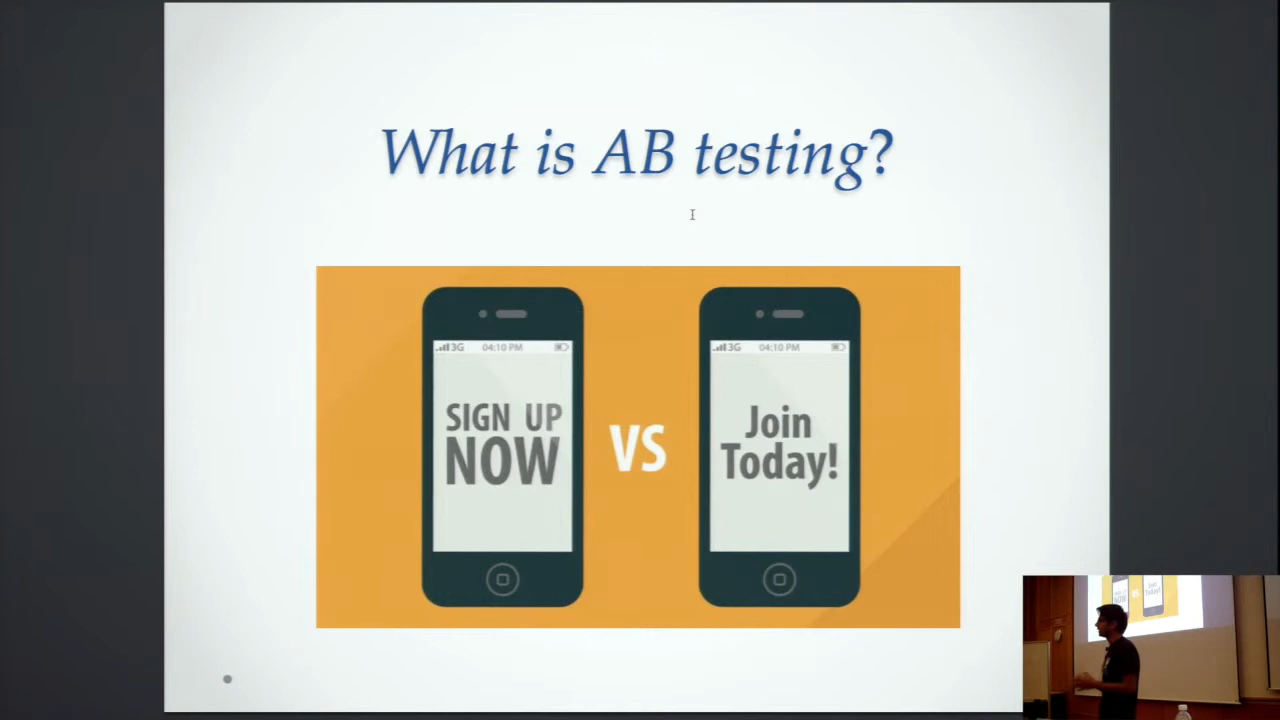 What is AB testing?
3G 04:10 PM
SIGN UP
NOW
VS
3G 04:10 PM
Join
Today!